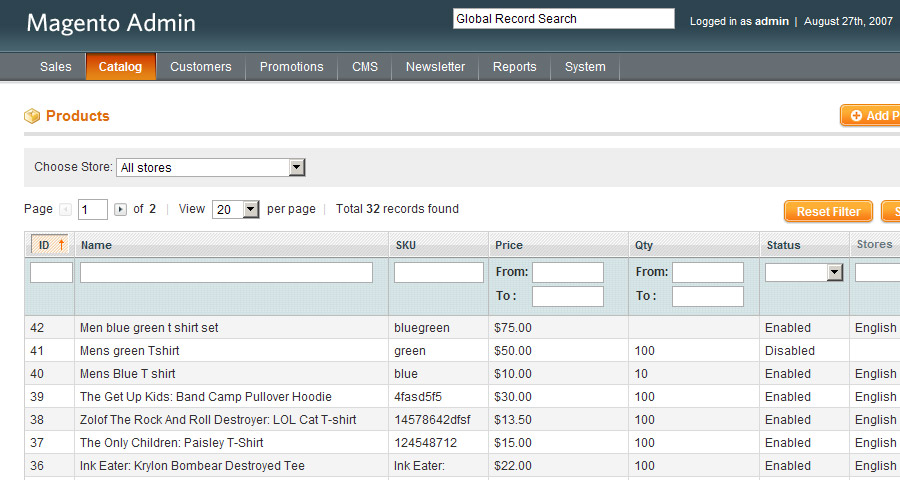 Magento Admin Global Record Search Logged in as admin | August 27th, 2007
Sales Catalog Customers Promotions CMS Newsletter Reports System
Products Add P
Choose Store: All stores
Page 1 of 2 | View 20 per page | Total 32 records found Reset Filter S
ID Name SKU Price Qty Status Stores
From: From:
To : To :
42 Men blue green t shirt set bluegreen $75.00 Enabled English
41 Mens green Tshirt green $50.00 100 Disabled
40 Mens Blue T shirt blue $10.00 10 Enabled English
39 The Get Up Kids: Band Camp Pullover Hoodie 4fasd5f5 $30.00 100 Enabled English
38 Zolof The Rock And Roll Destroyer: LOL Cat T-shirt 14578642dfsf $13.50 100 Enabled English
37 The Only Children: Paisley T-Shirt 124548712 $15.00 100 Enabled English
36 Ink Eater: Krylon Bombear Destroyed Tee Ink Eater: $22.00 100 Enabled English